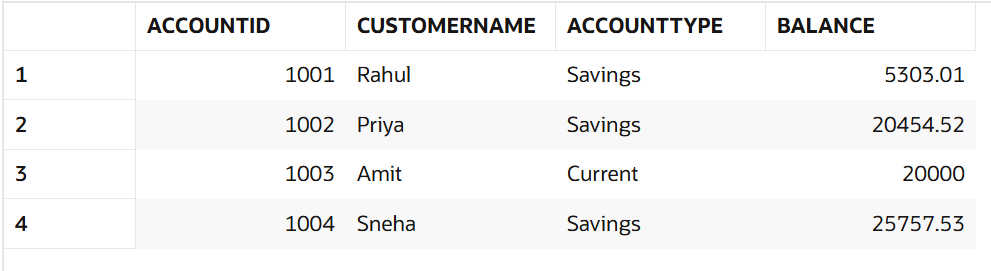 ACCOUNTID CUSTOMERNAME ACCOUNTTYPE BALANCE
1 1001 Rahul Savings 5303.01
2 1002 Priya Savings 20454.52
3 1003 Amit Current 20000
4 1004 Sneha Savings 25757.53